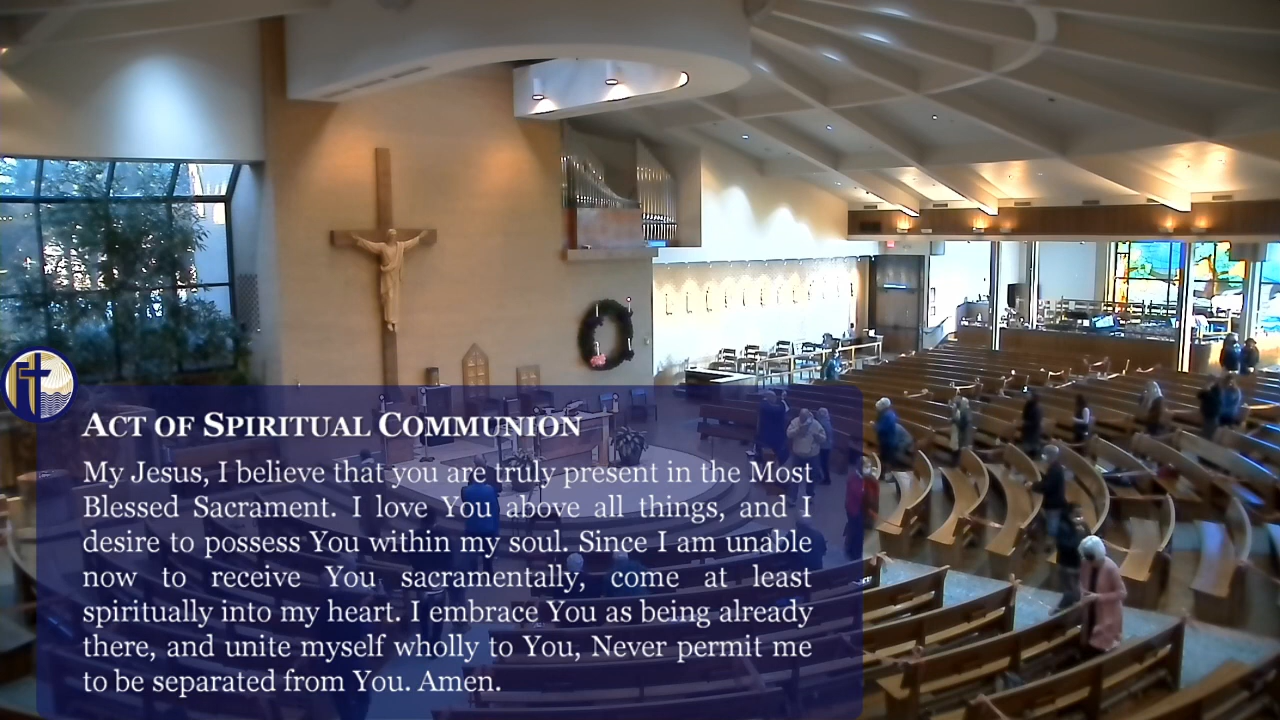 ACT OF SPIRITUAL COMMUNION
My Jesus, I believe that you are truly present in the Most
Blessed Sacrament. I love You above all things, and I
desire to possess You within my soul. Since I am unable
now to receive You sacramentally, come at least
spiritually into my heart. I embrace You as being already
there, and unite myself wholly to You, Never permit me
to be separated from You. Amen.